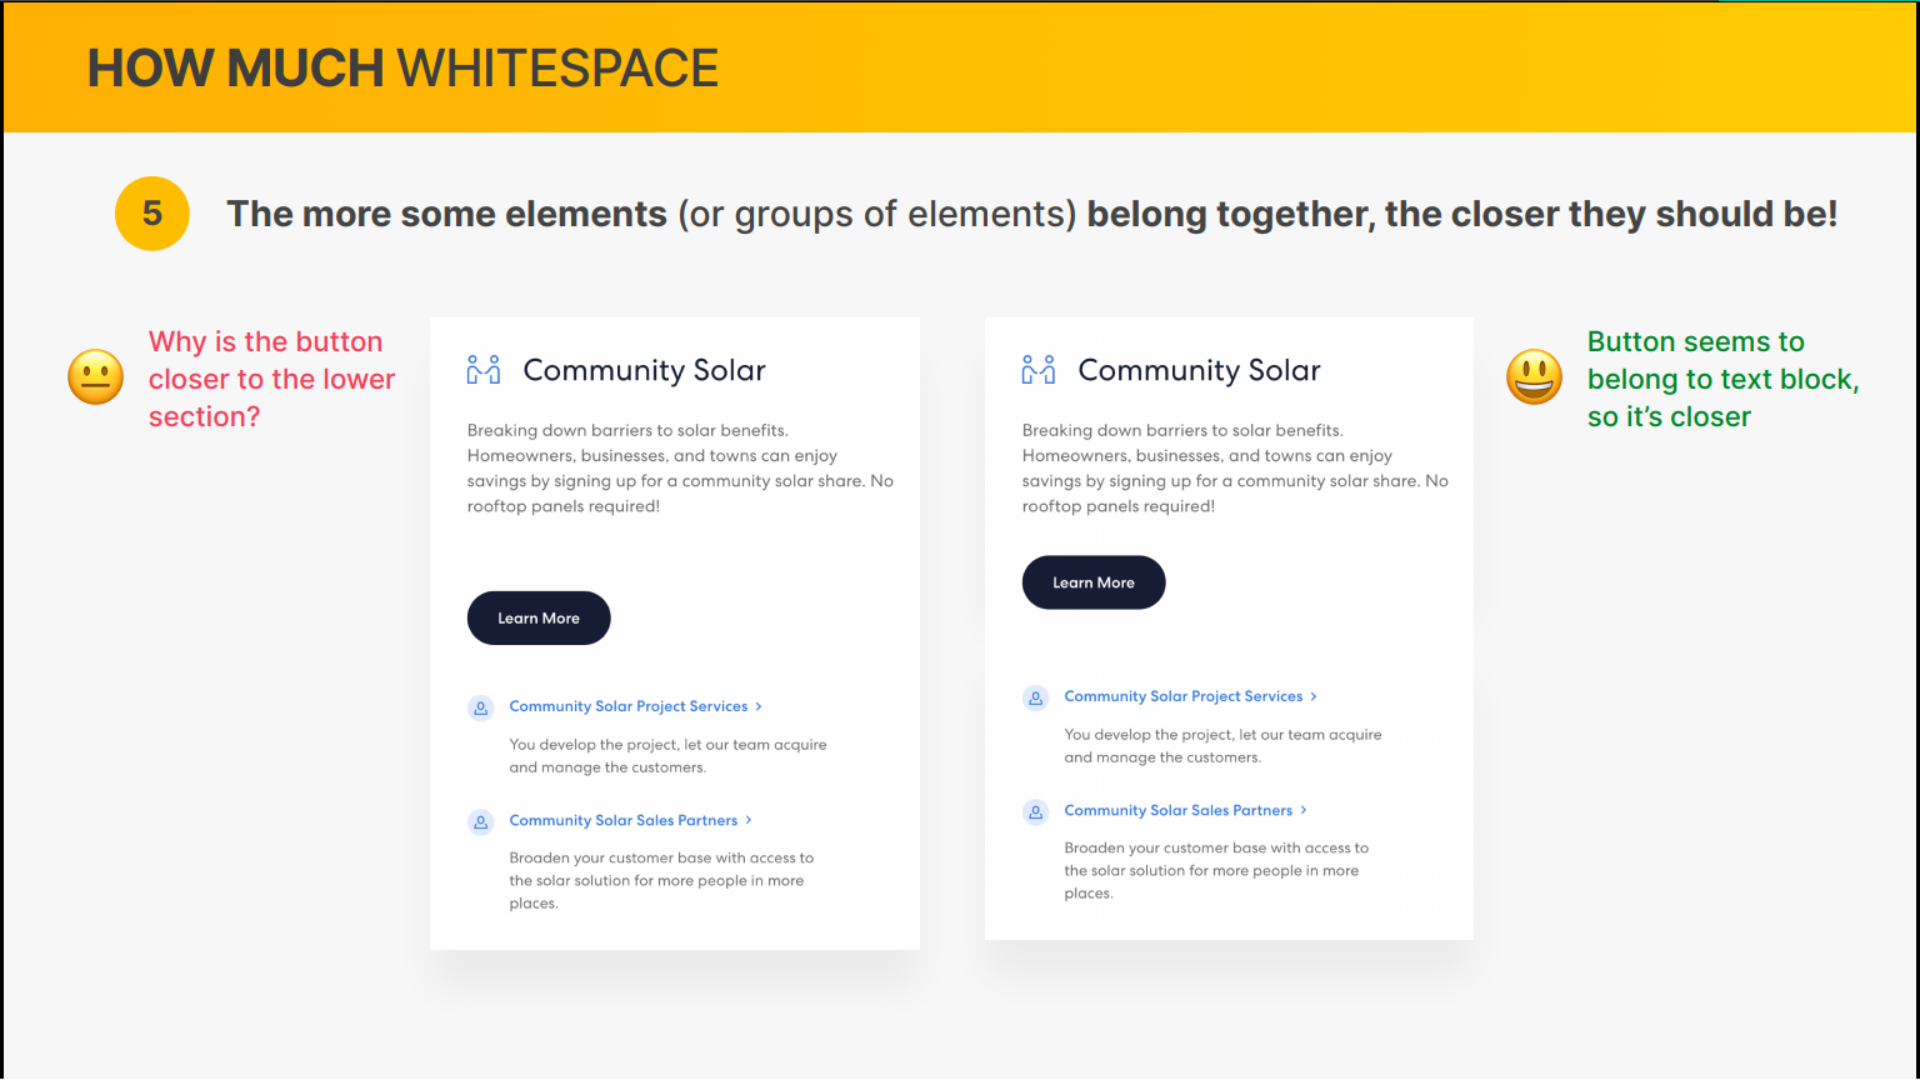 HOW MUCH WHITESPACE
5
The more some elements (or groups of elements) belong together, the closer they should be!
Why is the button
closer to the lower
section?
Community Solar
Breaking down barriers to solar benefits.
Homeowners, businesses, and towns can enjoy
savings by signing up for a community solar share. No
rooftop panels required!
Learn More
Community Solar Project Services >
You develop the project, let our team acquire
and manage the customers.
Community Solar Sales Partners >
Broaden your customer base with access to
the solar solution for more people in more
places.
Community Solar
Breaking down barriers to solar benefits.
Homeowners, businesses, and towns can enjoy
savings by signing up for a community solar share. No
rooftop panels required!
Learn More
Community Solar Project Services >
You develop the project, let our team acquire
and manage the customers.
Community Solar Sales Partners >
Broaden your customer base with access to
the solar solution for more people in more
places.
Button seems to
belong to text block,
so it’s closer